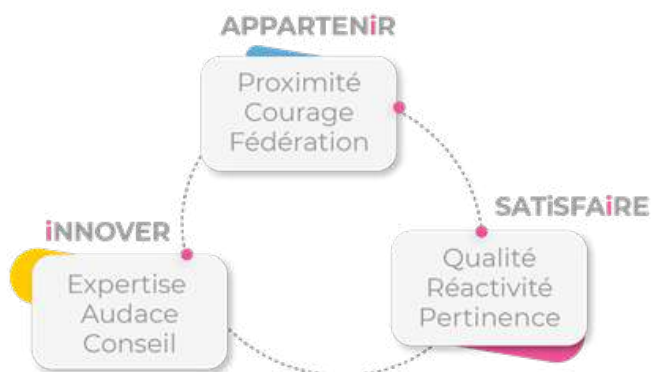 APPARTENiR
Proximité
Courage
Fédération
SATiSFAiRE
Qualité
Réactivité
Pertinence
iNNOVER
Expertise
Audace
Conseil